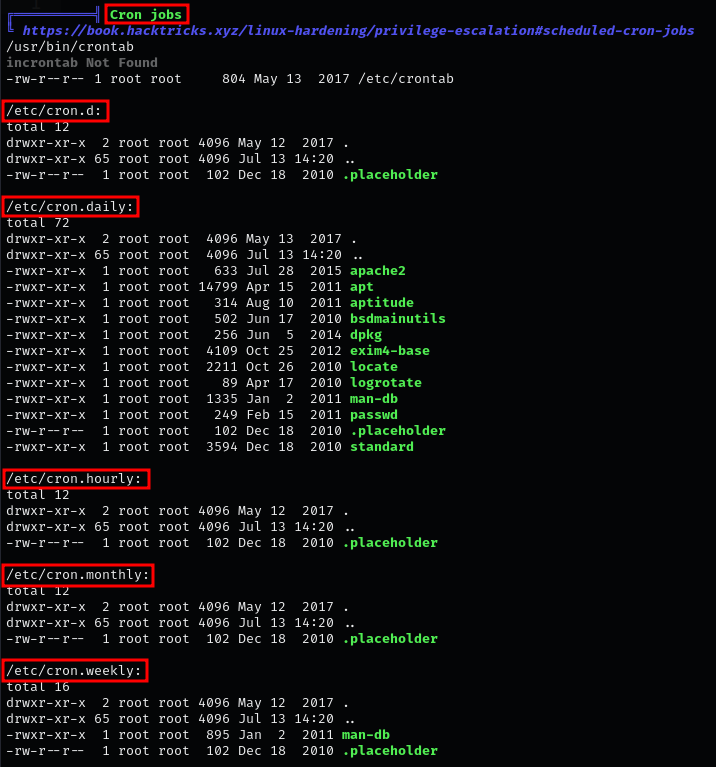 ╔══════════╣ Cron jobs
╚ https://book.hacktricks.xyz/linux-hardening/privilege-escalation#scheduled-cron-jobs
/usr/bin/crontab
incrontab Not Found
-rw-r--r-- 1 root root     804 May 13  2017 /etc/crontab

/etc/cron.d:
total 12
drwxr-xr-x  2 root root 4096 May 12  2017 .
drwxr-xr-x 65 root root 4096 Jul 13 14:20 ..
-rw-r--r--  1 root root  102 Dec 18  2010 .placeholder

/etc/cron.daily:
total 72
drwxr-xr-x  2 root root  4096 May 13  2017 .
drwxr-xr-x 65 root root  4096 Jul 13 14:20 ..
-rwxr-xr-x  1 root root   633 Jul 28  2015 apache2
-rwxr-xr-x  1 root root 14799 Apr 15  2011 apt
-rwxr-xr-x  1 root root   314 Aug 10  2011 aptitude
-rwxr-xr-x  1 root root   502 Jun 17  2010 bsdmainutils
-rwxr-xr-x  1 root root   256 Jun  5  2014 dpkg
-rwxr-xr-x  1 root root  4109 Oct 25  2012 exim4-base
-rwxr-xr-x  1 root root  2211 Oct 26  2010 locate
-rwxr-xr-x  1 root root    89 Apr 17  2010 logrotate
-rwxr-xr-x  1 root root  1335 Jan  2  2011 man-db
-rwxr-xr-x  1 root root   249 Feb 15  2011 passwd
-rw-r--r--  1 root root   102 Dec 18  2010 .placeholder
-rwxr-xr-x  1 root root  3594 Dec 18  2010 standard

/etc/cron.hourly:
total 12
drwxr-xr-x  2 root root 4096 May 12  2017 .
drwxr-xr-x 65 root root 4096 Jul 13 14:20 ..
-rw-r--r--  1 root root  102 Dec 18  2010 .placeholder

/etc/cron.monthly:
total 12
drwxr-xr-x  2 root root 4096 May 12  2017 .
drwxr-xr-x 65 root root 4096 Jul 13 14:20 ..
-rw-r--r--  1 root root  102 Dec 18  2010 .placeholder

/etc/cron.weekly:
total 16
drwxr-xr-x  2 root root 4096 May 12  2017 .
drwxr-xr-x 65 root root 4096 Jul 13 14:20 ..
-rwxr-xr-x  1 root root  895 Jan  2  2011 man-db
-rw-r--r--  1 root root  102 Dec 18  2010 .placeholder